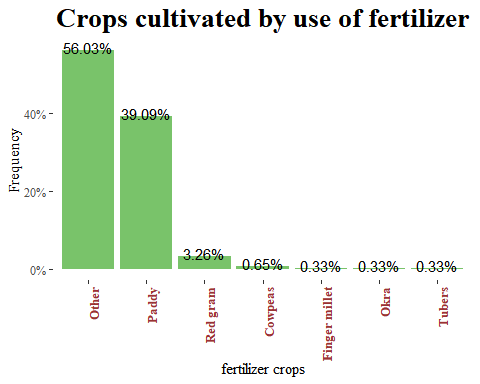 Crops cultivated by use of fertilizer
56.03%
39.09%
3.26%
0.65%
0.33%
0.33%
0.33%
Frequency
40%
20%
0%
Other
Paddy
Red gram
Cowpeas
Finger millet
Okra
Tubers
fertilizer crops